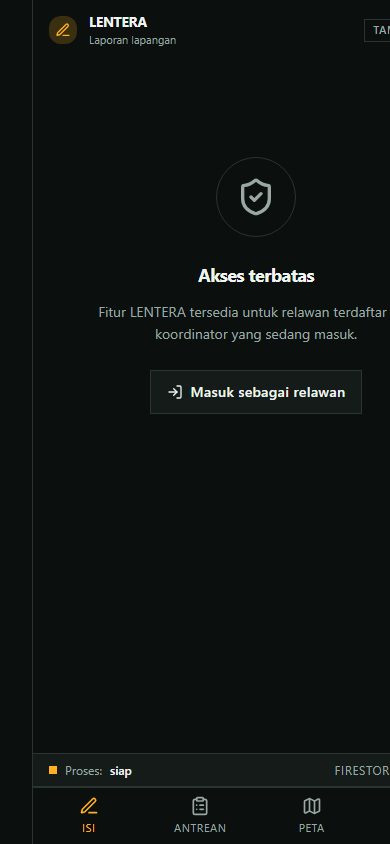 LENTERA
Laporan lapangan
Akses terbatas
Fitur LENTERA tersedia untuk relawan terdaftar
koordinator yang sedang masuk.
Masuk sebagai relawan
Proses: siap
ISI
ANTREAN
PETA